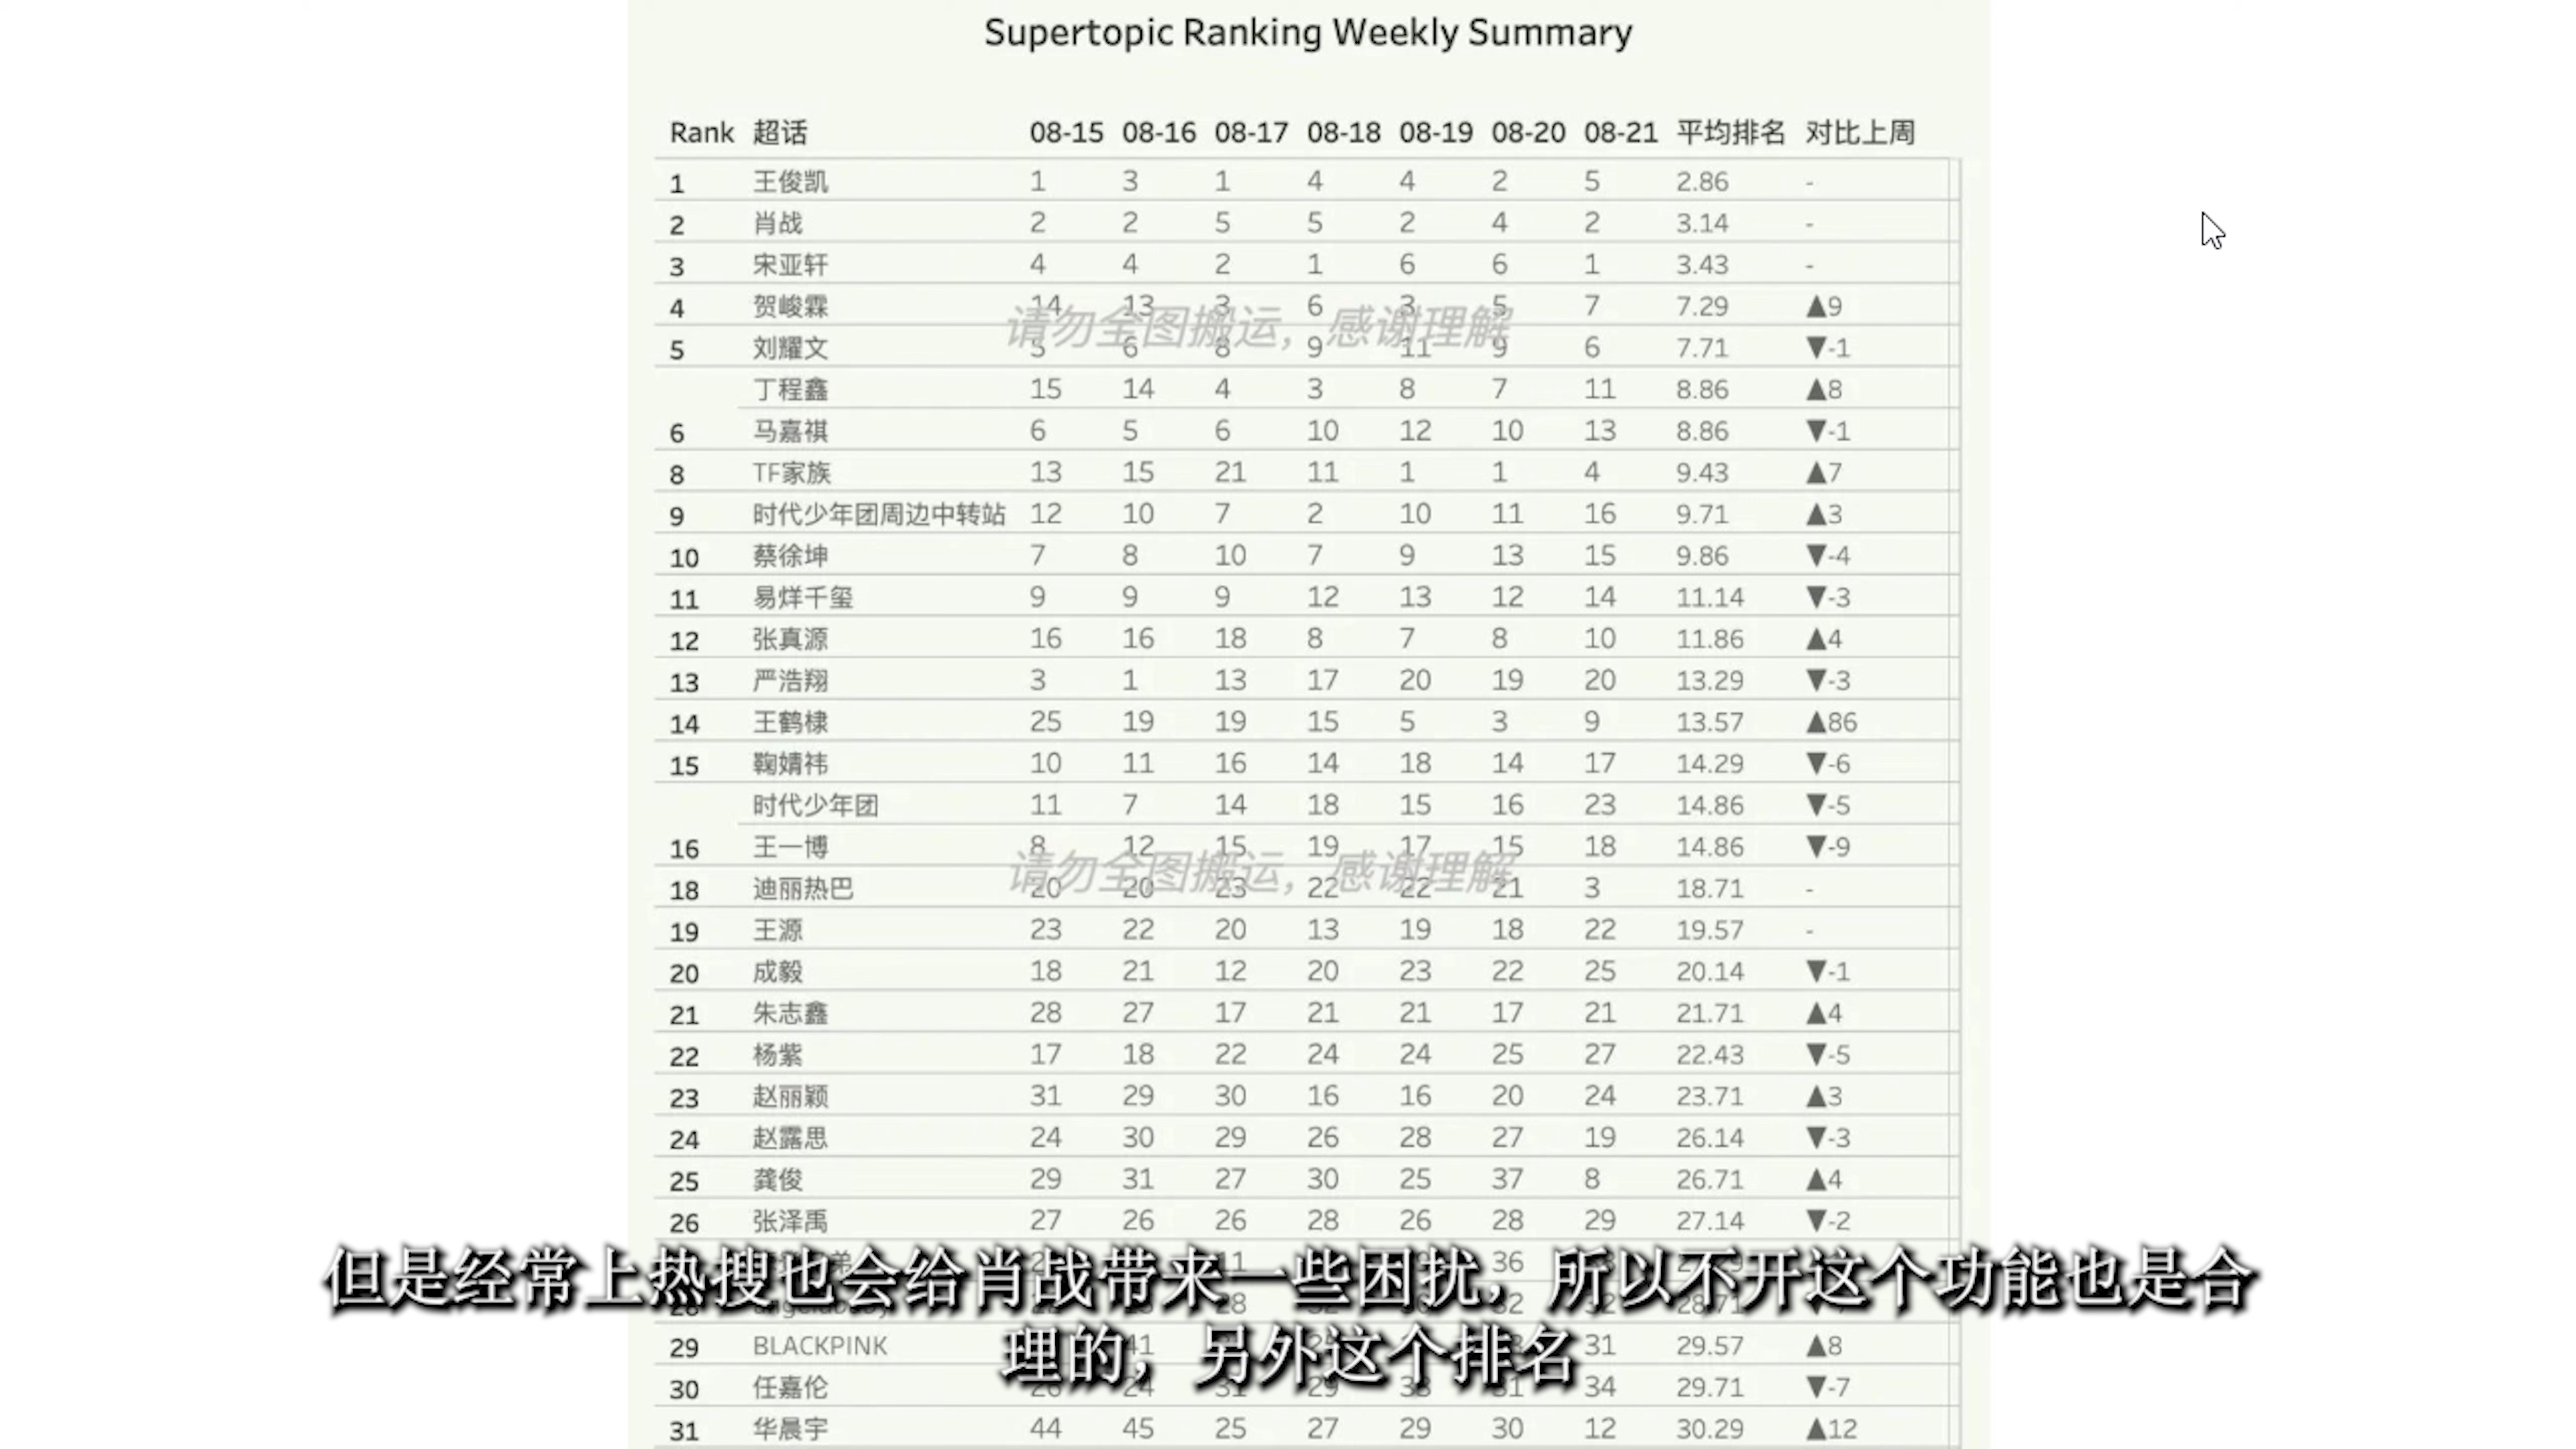 Supertopic Ranking Weekly Summary
Rank 超话 08-15 08-16 08-17 08-18 08-19 08-20 08-21 平均排名 对比上周
1 王俊凯 1 3 1 4 4 2 5 2.86 -
2 肖战 2 2 5 5 2 4 2 3.14 -
3 宋亚轩 4 4 2 1 6 6 1 3.43 -
4 贺峻霖 14 13 3 6 3 5 7 7.29 ▲9
请勿全图搬运，感谢理解
5 刘耀文 5 6 8 9 11 9 6 7.71 ▼-1
丁程鑫 15 14 4 3 8 7 11 8.86 ▲8
6 马嘉祺 6 5 6 10 12 10 13 8.86 ▼-1
8 TF家族 13 15 21 11 1 1 4 9.43 ▲7
9 时代少年团周边中转站 12 10 7 2 10 11 16 9.71 ▲3
10 蔡徐坤 7 8 10 7 9 13 15 9.86 ▼-4
11 易烊千玺 9 9 9 12 13 12 14 11.14 ▼-3
12 张真源 16 16 18 8 7 8 10 11.86 ▲4
13 严浩翔 3 1 13 17 20 19 20 13.29 ▼-3
14 王鹤棣 25 19 19 15 5 3 9 13.57 ▲86
15 鞠婧祎 10 11 16 14 18 14 17 14.29 ▼-6
时代少年团 11 7 14 18 15 16 23 14.86 ▼-5
16 王一博 8 12 15 19 17 15 18 14.86 ▼-9
请勿全图搬运，感谢理解
18 迪丽热巴 20 20 23 22 22 21 3 18.71 -
19 王源 23 22 20 13 19 18 22 19.57 -
20 成毅 18 21 12 20 23 22 25 20.14 ▼-1
21 朱志鑫 28 27 17 21 21 17 21 21.71 ▲4
22 杨紫 17 18 22 24 24 25 27 22.43 ▼-5
23 赵丽颖 31 29 30 16 16 20 24 23.71 ▲3
24 赵露思 24 30 29 26 28 27 19 26.14 ▼-3
25 龚俊 29 31 27 30 25 37 8 26.71 ▲4
26 张泽禹 27 26 26 28 26 28 29 27.14 ▼-2
11 36
但是经常上热搜也会给肖战带来一些困扰，所以不开这个功能也是合
28 28 28.71
29 BLACKPINK 41 31 29.57 ▲8
理的，另外这个排名
30 任嘉伦 26 24 31 29 31 34 29.71 ▼-7
31 华晨宇 44 45 25 27 29 30 12 30.29 ▲12